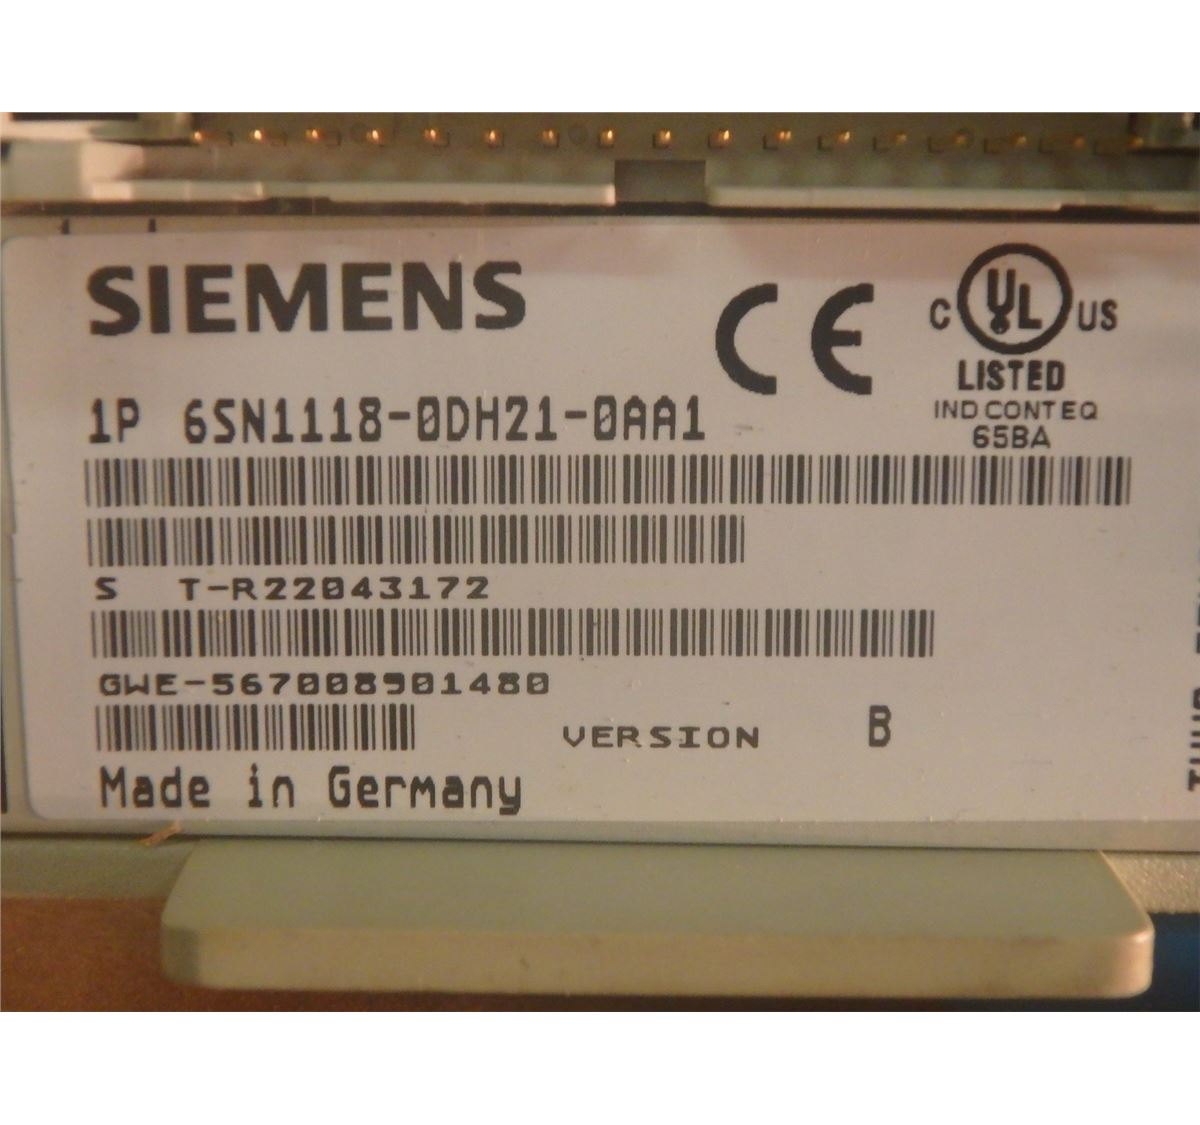 SIEMENS
CE
C UL US
LISTED
IND CONT EQ
65BA
1P 6SN1118-0DH21-0AA1
S T-R22043172
GWE-567008901480
VERSION B
Made in Germany